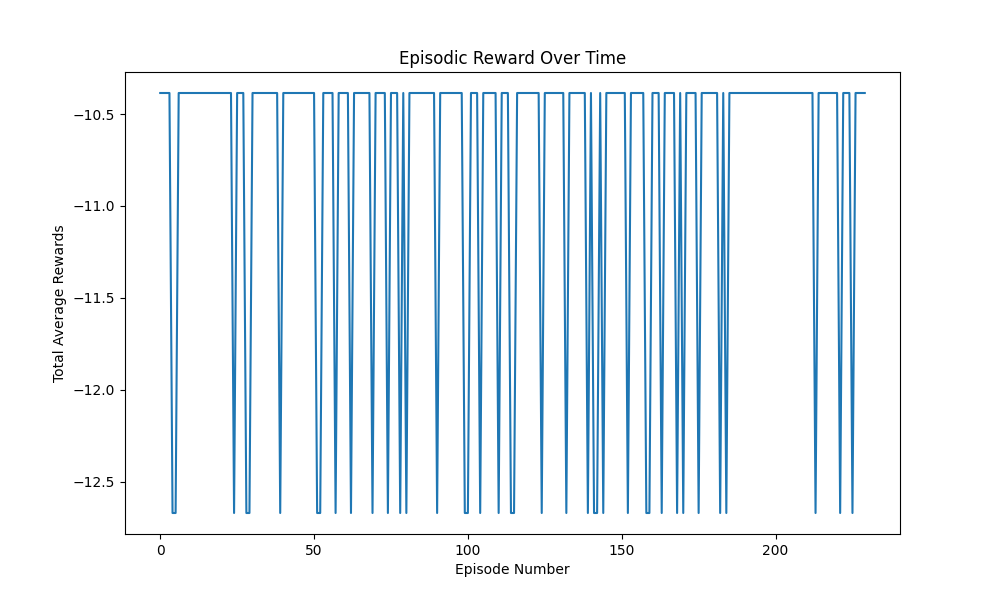 Episodic Reward Over Time
Total Average Rewards
−10.5
−11.0
−11.5
−12.0
−12.5
0 50 100 150 200
Episode Number